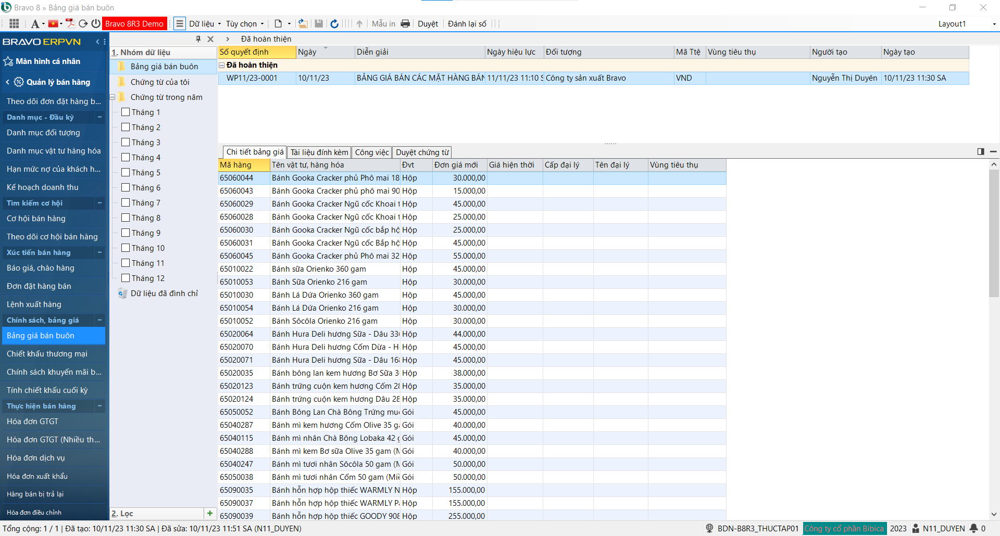 Bravo 8 » Bảng giá bán buôn
Bravo 8R3 Demo Dữ liệu Tùy chọn Mẫu in Duyệt Đánh lại số Layout1
BRAVO ERPVN
Màn hình cá nhân
Quản lý bán hàng
Theo dõi đơn đặt hàng b...
Danh mục - Đầu kỳ
Danh mục đối tượng
Danh mục vật tư hàng hóa
Hạn mức nợ của khách h...
Kế hoạch doanh thu
Tìm kiếm cơ hội
Cơ hội bán hàng
Theo dõi cơ hội bán hàng
Xúc tiến bán hàng
Báo giá, chào hàng
Đơn đặt hàng bán
Lệnh xuất hàng
Chính sách, bảng giá
Bảng giá bán buôn
Chiết khấu thương mại
Chính sách khuyến mãi b...
Tính chiết khấu cuối kỳ
Thực hiện bán hàng
Hóa đơn GTGT
Hóa đơn GTGT (Nhiều th...
Hóa đơn dịch vụ
Hóa đơn xuất khẩu
Hàng bán bị trả lại
Hóa đơn điều chỉnh
1. Nhóm dữ liệu
Bảng giá bán buôn
Chứng từ của tôi
Chứng từ trong năm
Tháng 1
Tháng 2
Tháng 3
Tháng 4
Tháng 5
Tháng 6
Tháng 7
Tháng 8
Tháng 9
Tháng 10
Tháng 11
Tháng 12
Dữ liệu đã đình chỉ
2. Lọc
Đã hoàn thiện
Số quyết định Ngày Diễn giải Ngày hiệu lực Đối tượng Mã Ttệ Vùng tiêu thụ Người tạo Ngày tạo
Đã hoàn thiện
WP11/23-0001 10/11/23 BẢNG GIÁ BÁN CÁC MẶT HÀNG BÁN 11/11/23 11:10 S Công ty sản xuất Bravo VND Nguyễn Thị Duyên 10/11/23 11:30 SA
Chi tiết bảng giá Tài liệu đính kèm Công việc Duyệt chứng từ
Mã hàng Tên vật tư, hàng hóa Đvt Đơn giá mới Giá hiện thời Cấp đại lý Tên đại lý Vùng tiêu thụ
65060044 Bánh Gooka Cracker phủ Phô mai 18 Hộp 30.000,00
65060043 Bánh Gooka Cracker phủ phô mai 90 Hộp 15.000,00
65060029 Bánh Gooka Cracker Ngũ cốc Khoai t Hộp 45.000,00
65060028 Bánh Gooka Cracker Ngũ cốc Khoai t Hộp 25.000,00
65060030 Bánh Gooka Cracker Ngũ cốc bắp hộ Hộp 25.000,00
65060031 Bánh Gooka Cracker Ngũ cốc Bắp hộ Hộp 45.000,00
65060045 Bánh Gooka Cracker phủ Phô mai 32 Hộp 55.000,00
65010022 Bánh sữa Orienko 360 gam Hộp 45.000,00
65010053 Bánh Sữa Orienko 216 gam Hộp 30.000,00
65010030 Bánh Lá Dứa Orienko 360 gam Hộp 45.000,00
65010054 Bánh Lá Dứa Orienko 216 gam Hộp 30.000,00
65010052 Bánh Sôcôla Orienko 216 gam Hộp 30.000,00
65020064 Bánh Hura Deli hương Sữa - Dâu 336 Hộp 44.000,00
65020070 Bánh Hura Deli hương Cốm Dừa - H Hộp 45.000,00
65020071 Bánh Hura Deli hương Sữa - Dâu 168 Hộp 45.000,00
65020035 Bánh bông lan kem hương Bơ Sữa 3 Hộp 38.000,00
65020123 Bánh trứng cuộn kem hương Cốm 28 Hộp 35.000,00
65020124 Bánh trứng cuộn kem hương Dâu 28 Hộp 35.000,00
65050052 Bánh Bông Lan Chà Bông Trứng muố Gói 45.000,00
65040287 Bánh mì kem hương Cốm Olive 35 ga Gói 40.000,00
65040115 Bánh mì nhân Chà Bông Lobaka 42 g Gói 45.000,00
65040288 Bánh mì kem Bơ sữa Olive 35 gam (M Gói 40.000,00
65040247 Bánh mì tươi nhân Sôcôla 50 gam (M Gói 50.000,00
65050038 Bánh mì tươi nhân Cốm 50 gam (Miề Gói 50.000,00
65090035 Bánh hỗn hợp hộp thiếc WARMLY N Hộp 155.000,00
65090037 Bánh hỗn hợp hộp thiếc WARMLY Pa Hộp 155.000,00
65090039 Bánh hỗn hợp hộp thiếc GOODY 908 Hộp 255.000,00
Tổng cộng: 1 / 1 | Đã tạo: 10/11/23 11:30 SA | Đã sửa: 10/11/23 11:51 SA (N11_DUYEN) BDN-B8R3_THUCTAP01 Công ty cổ phần Bibica 2023 N11_DUYEN 0